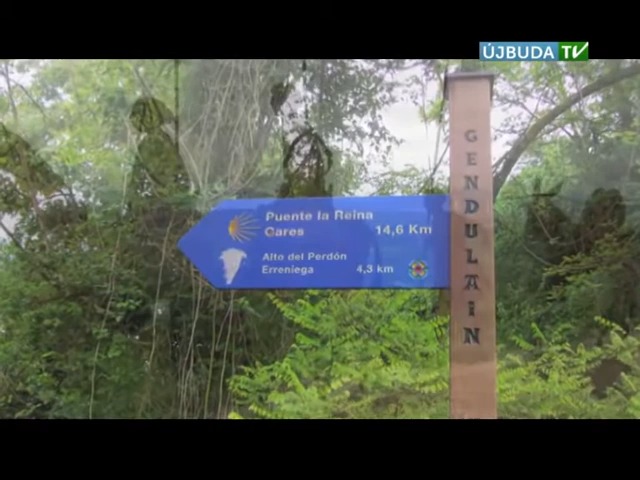 ÚJBUDA TV
Puente la Reina
Gares 14,6 Km
Alto del Perdón
Erreniega 4,3 km
GENDULAiN